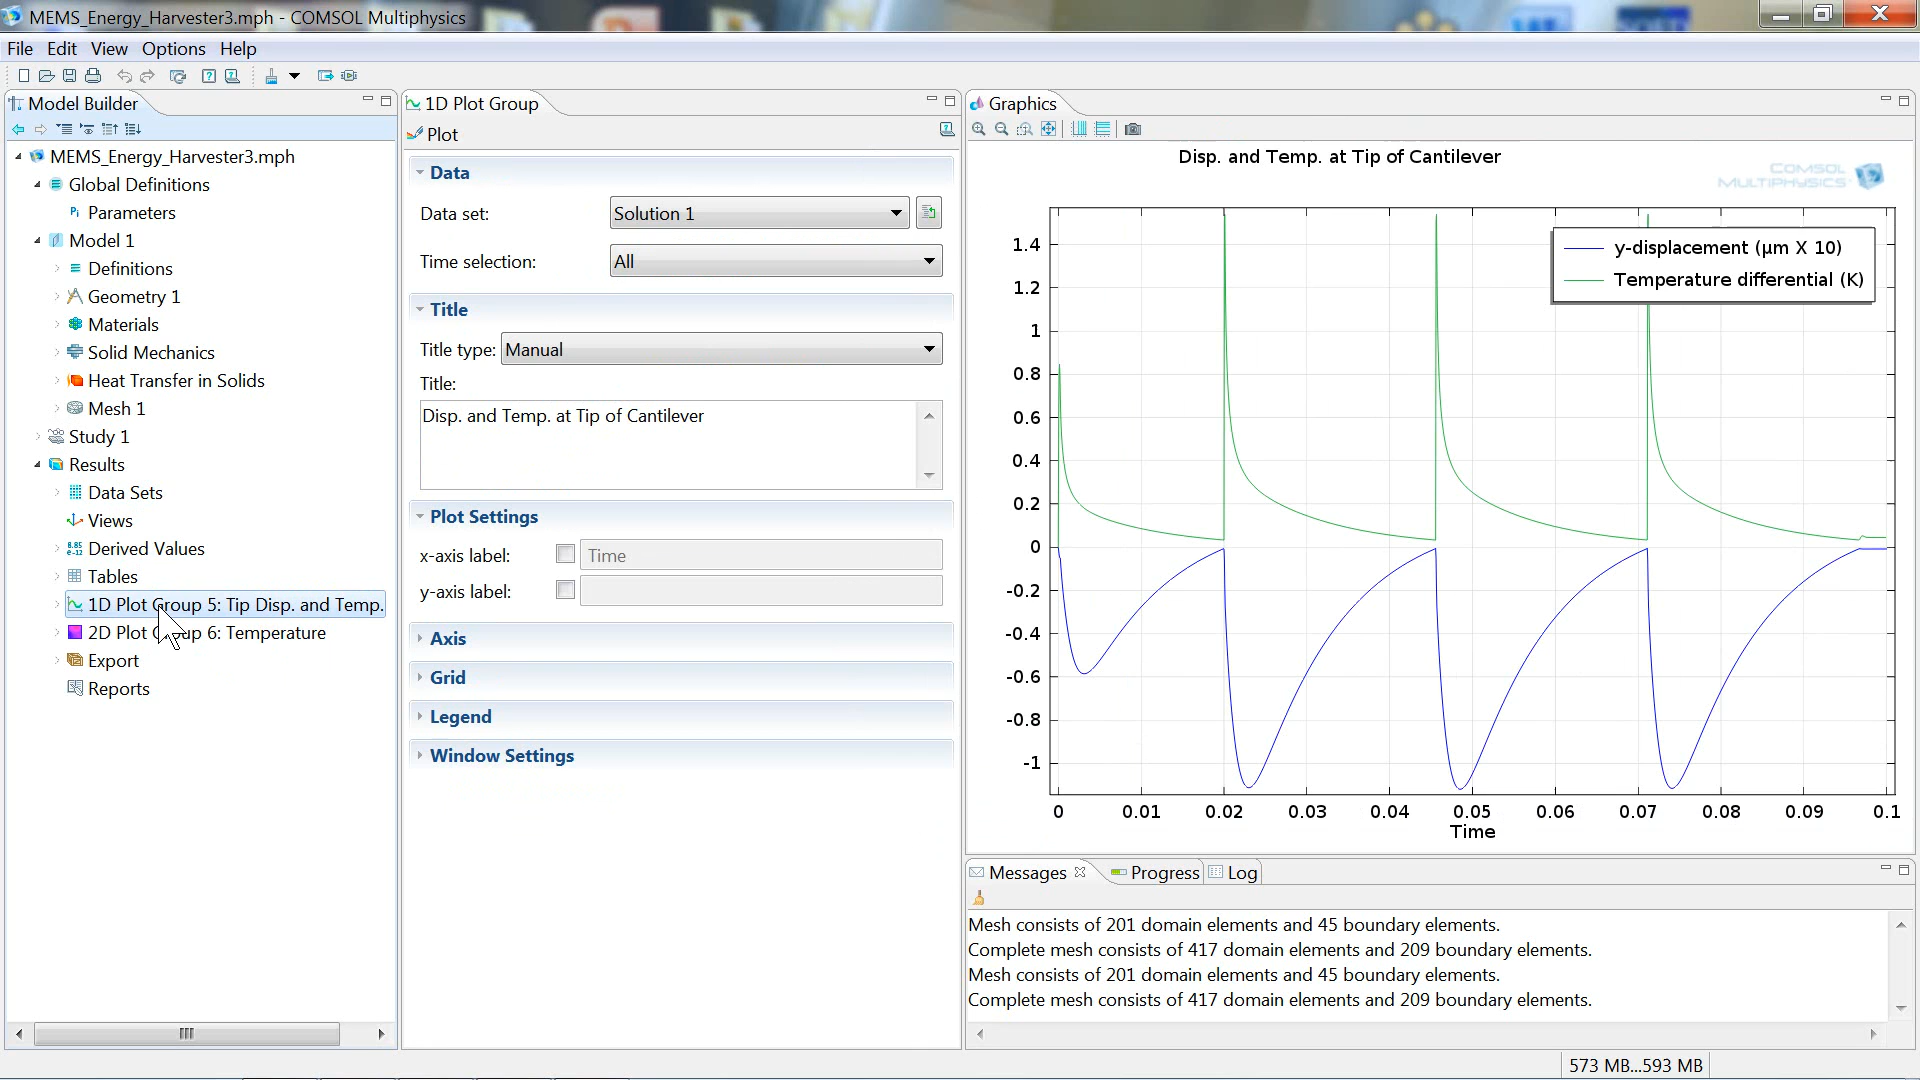 MEMS_Energy_Harvester3.mph - COMSOL Multiphysics
File Edit View Options Help
Model Builder
MEMS_Energy_Harvester3.mph
Global Definitions
Pi Parameters
Model 1
Definitions
Geometry 1
Materials
Solid Mechanics
Heat Transfer in Solids
Mesh 1
Study 1
Results
Data Sets
Views
8.85 e-12 Derived Values
Tables
1D Plot Group 5: Tip Disp. and Temp.
2D Plot Group 6: Temperature
Export
Reports
1D Plot Group
Plot
Data
Data set: Solution 1
Time selection: All
Title
Title type: Manual
Title:
Disp. and Temp. at Tip of Cantilever
Plot Settings
x-axis label: Time
y-axis label:
Axis
Grid
Legend
Window Settings
Graphics
Disp. and Temp. at Tip of Cantilever
COMSOL
MULTIPHYSICS
y-displacement (µm X 10)
Temperature differential (K)
1.4
1.2
1
0.8
0.6
0.4
0.2
0
-0.2
-0.4
-0.6
-0.8
-1
0 0.01 0.02 0.03 0.04 0.05 0.06 0.07 0.08 0.09 0.1
Time
Messages Progress Log
Mesh consists of 201 domain elements and 45 boundary elements.
Complete mesh consists of 417 domain elements and 209 boundary elements.
Mesh consists of 201 domain elements and 45 boundary elements.
Complete mesh consists of 417 domain elements and 209 boundary elements.
573 MB...593 MB